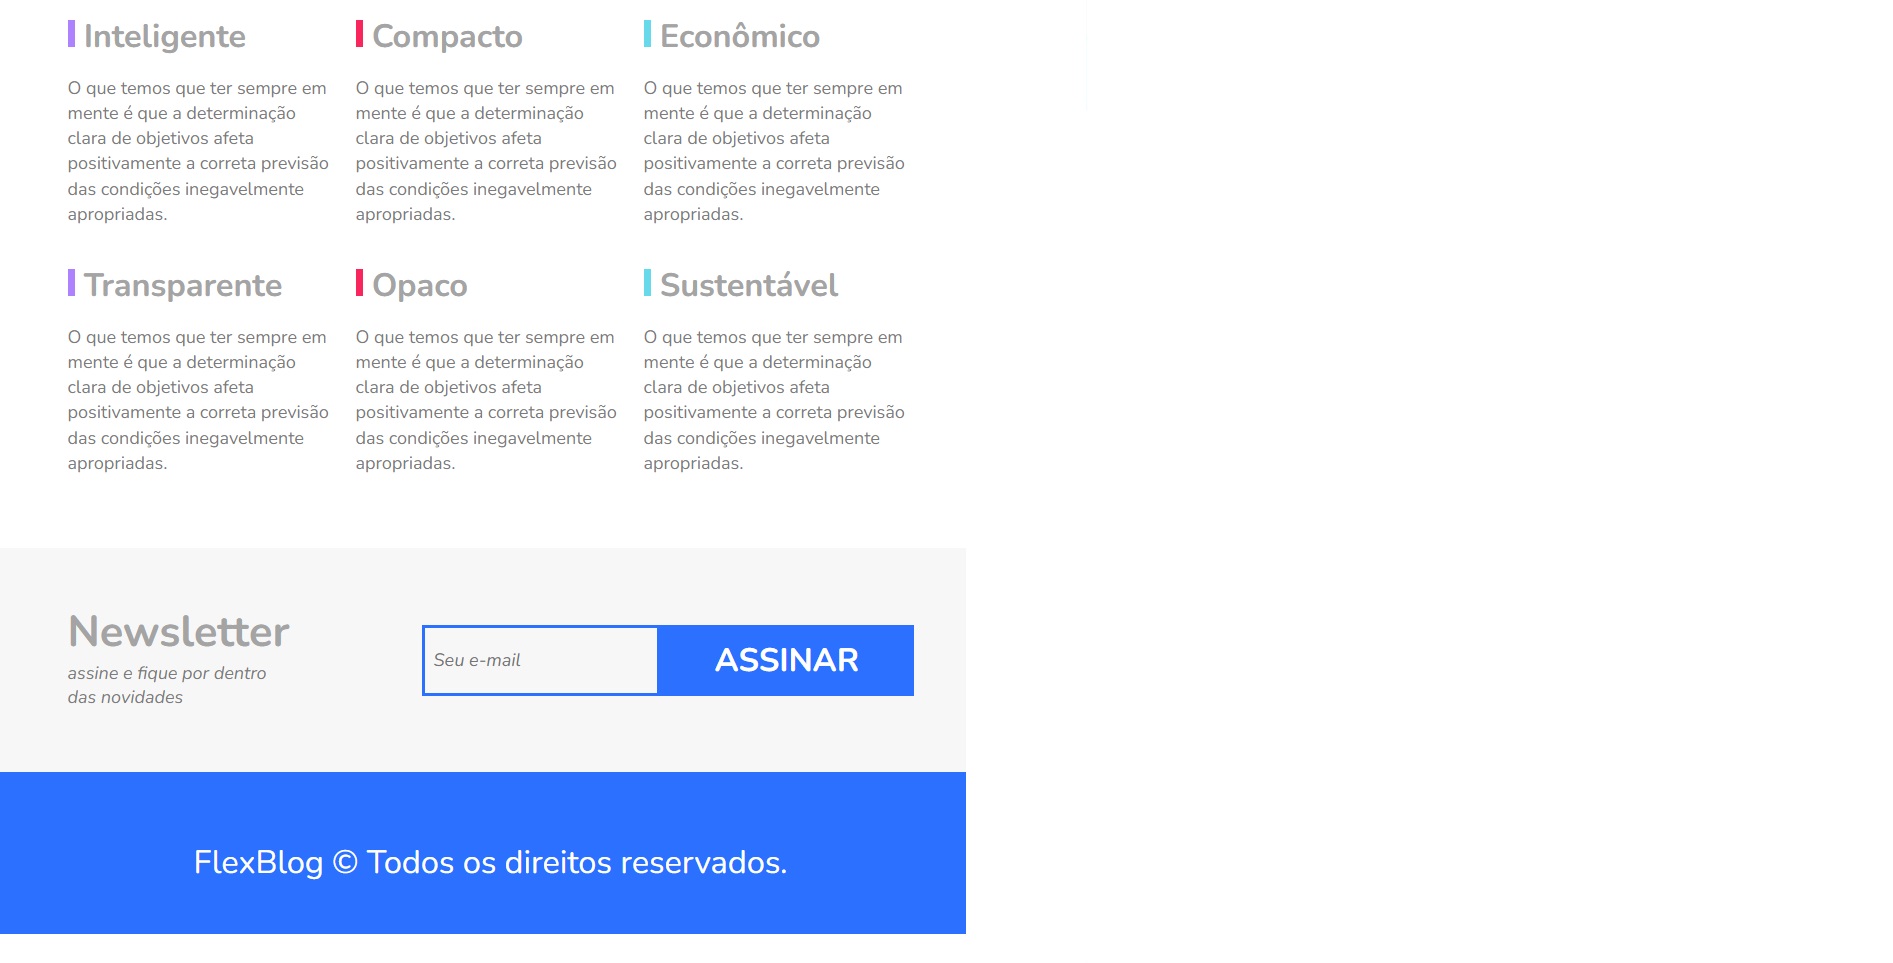 Inteligente
O que temos que ter sempre em
mente é que a determinação
clara de objetivos afeta
positivamente a correta previsão
das condições inegavelmente
apropriadas.
Compacto
O que temos que ter sempre em
mente é que a determinação
clara de objetivos afeta
positivamente a correta previsão
das condições inegavelmente
apropriadas.
Econômico
O que temos que ter sempre em
mente é que a determinação
clara de objetivos afeta
positivamente a correta previsão
das condições inegavelmente
apropriadas.
Transparente
O que temos que ter sempre em
mente é que a determinação
clara de objetivos afeta
positivamente a correta previsão
das condições inegavelmente
apropriadas.
Opaco
O que temos que ter sempre em
mente é que a determinação
clara de objetivos afeta
positivamente a correta previsão
das condições inegavelmente
apropriadas.
Sustentável
O que temos que ter sempre em
mente é que a determinação
clara de objetivos afeta
positivamente a correta previsão
das condições inegavelmente
apropriadas.
Newsletter
assine e fique por dentro
das novidades
Seu e-mail
ASSINAR
FlexBlog © Todos os direitos reservados.